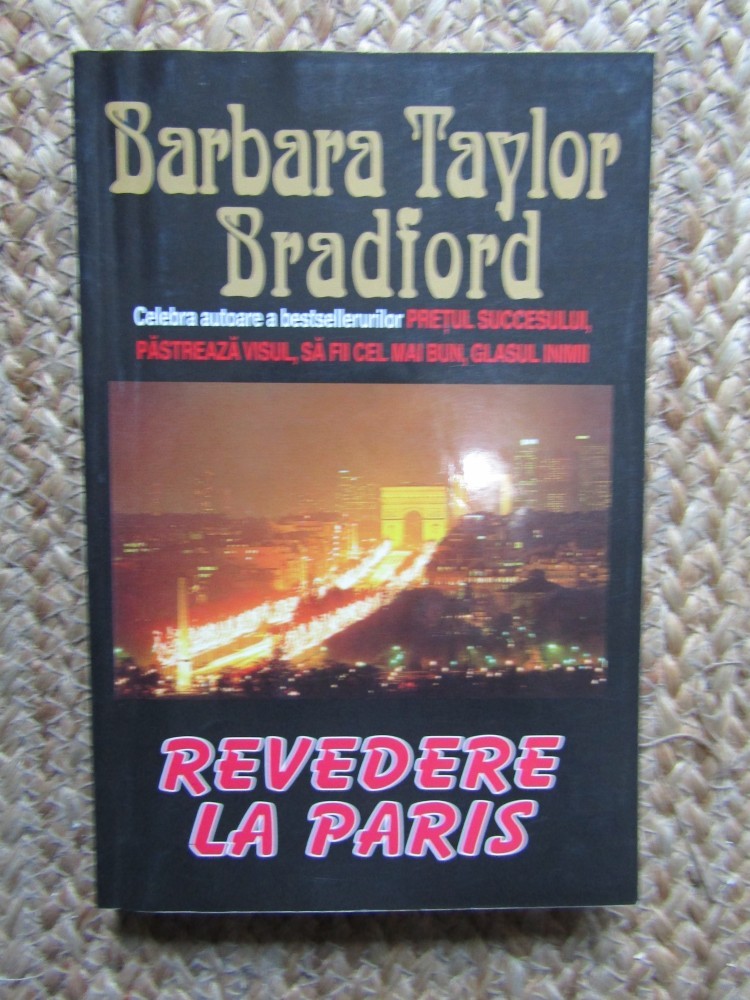 Barbara Taylor
Bradford
Celebra autoare a bestsellerurilor PREŢUL SUCCESULUI,
PĂSTREAZĂ VISUL, SĂ FII CEL MAI BUN, GLASUL INIMII
REVEDERE
LA PARIS